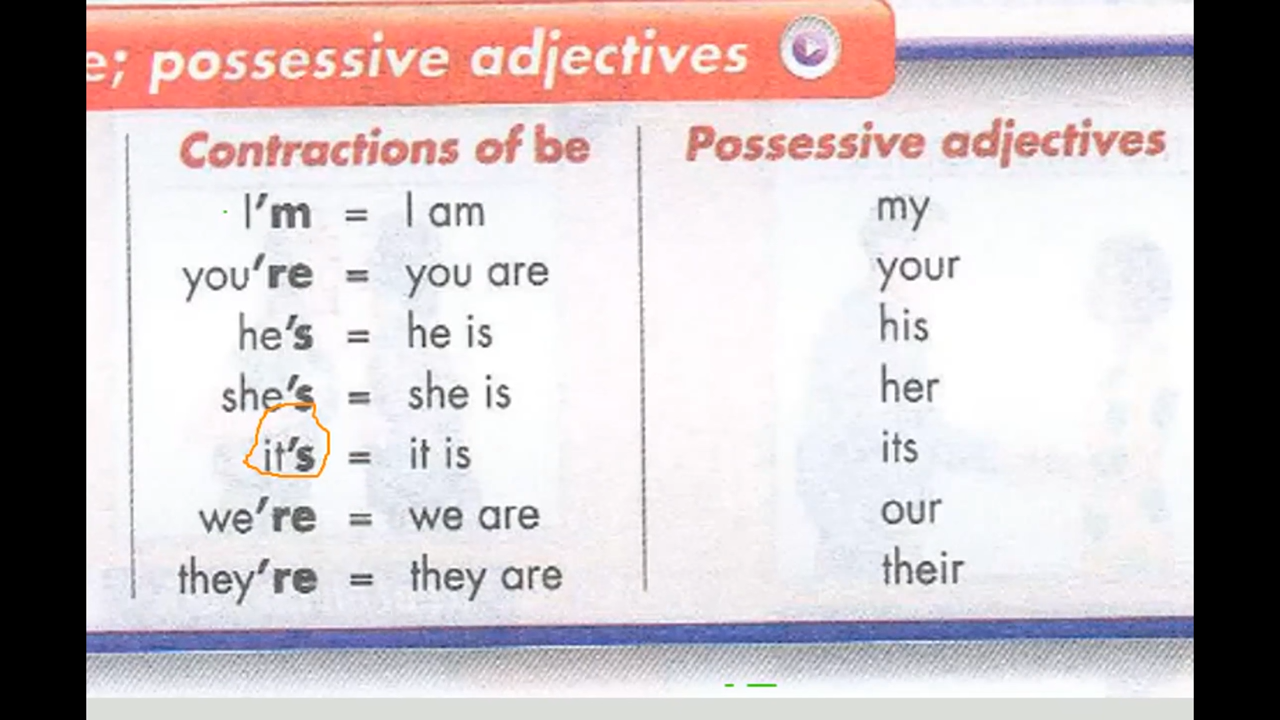 e; possessive adjectives
Contractions of be
I'm = I am
you're = you are
he's = he is
she's = she is
it's = it is
we're = we are
they're = they are
Possessive adjectives
my
your
his
her
its
our
their